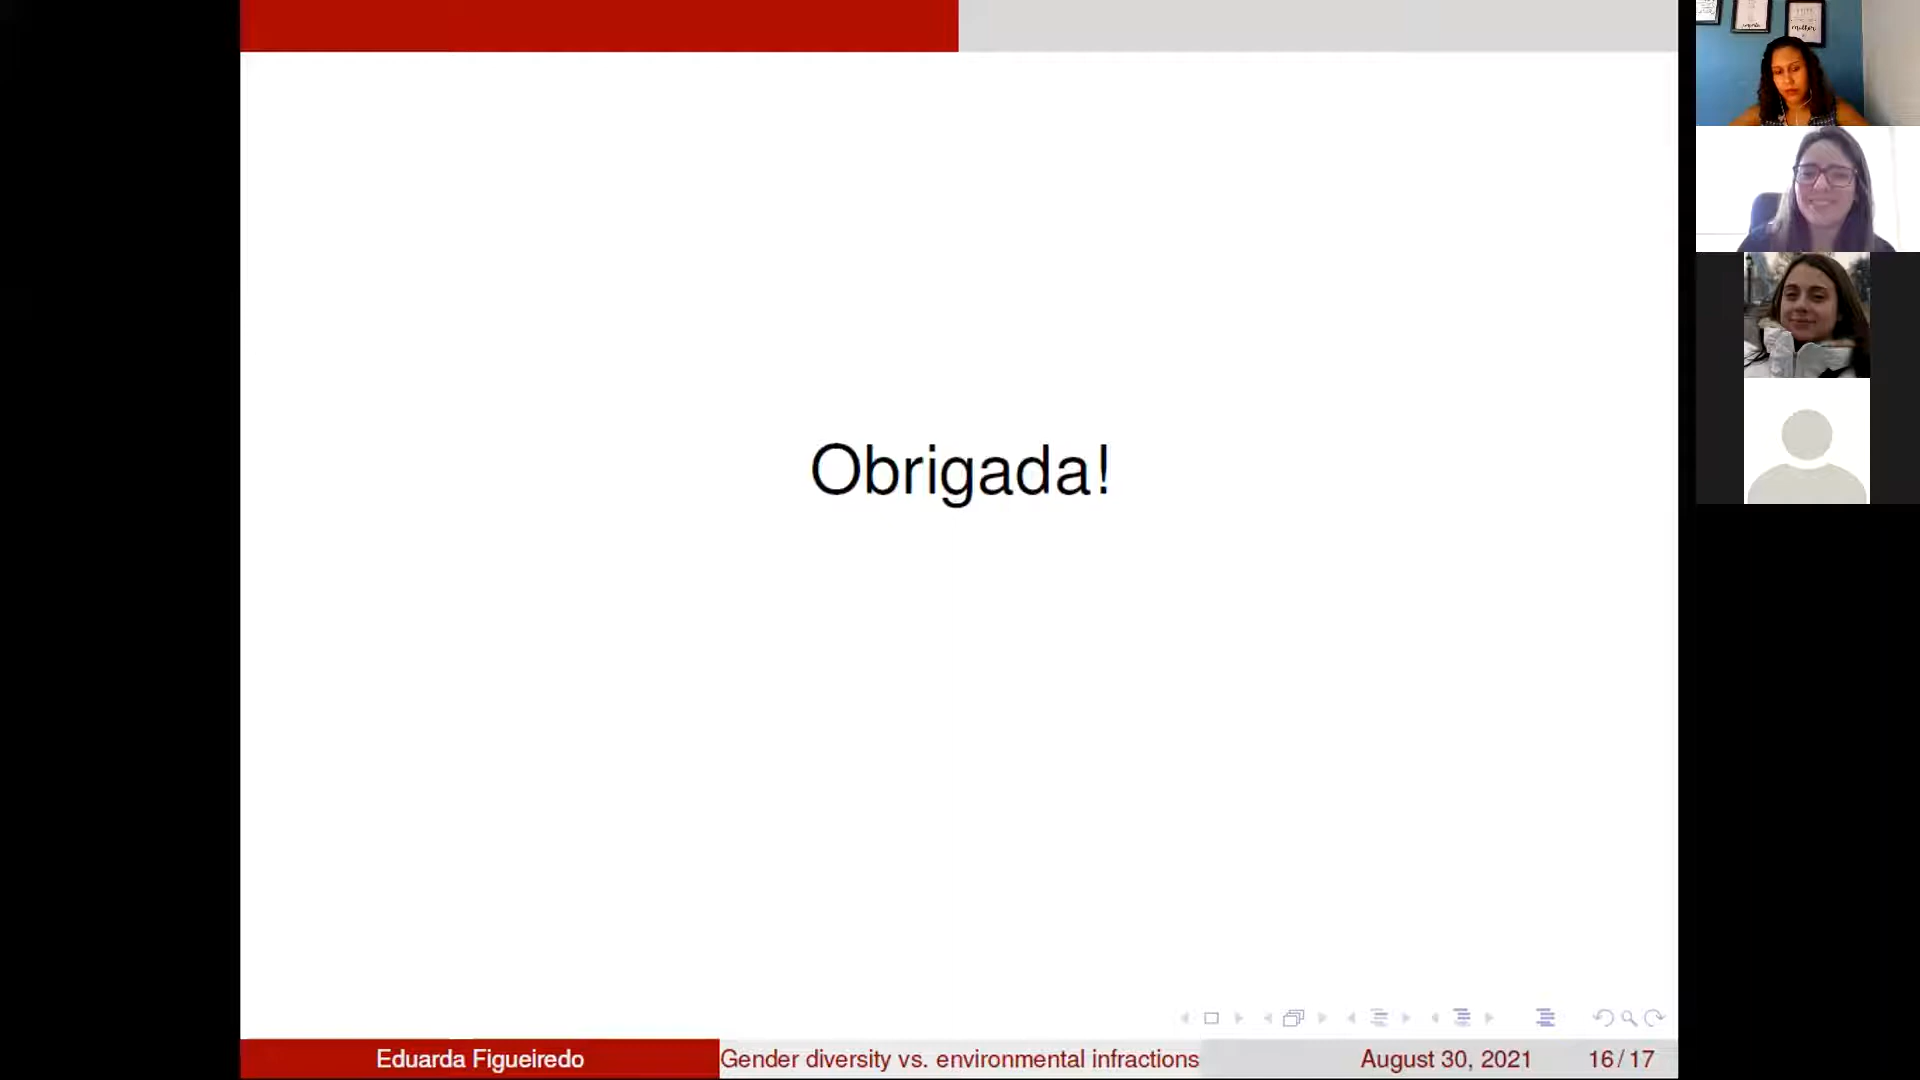 Obrigada!
Eduarda Figueiredo
Gender diversity vs. environmental infractions
August 30, 2021
16 / 17